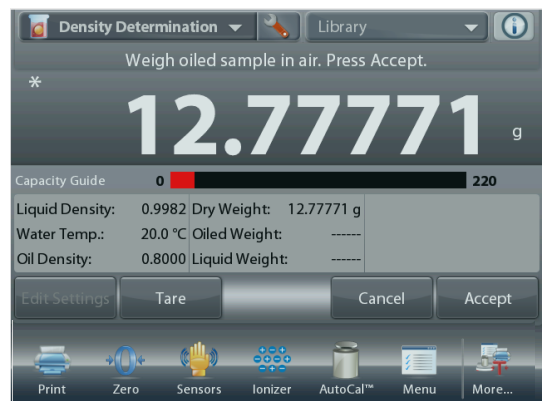 Density Determination Library
Weigh oiled sample in air. Press Accept.
*
12.77771 g
Capacity Guide 0 220
Liquid Density: 0.9982 Dry Weight: 12.77771 g
Water Temp.: 20.0 °C Oiled Weight: ------
Oil Density: 0.8000 Liquid Weight: ------
Edit Settings Tare Cancel Accept
Print Zero Sensors Ionizer AutoCal™ Menu More...